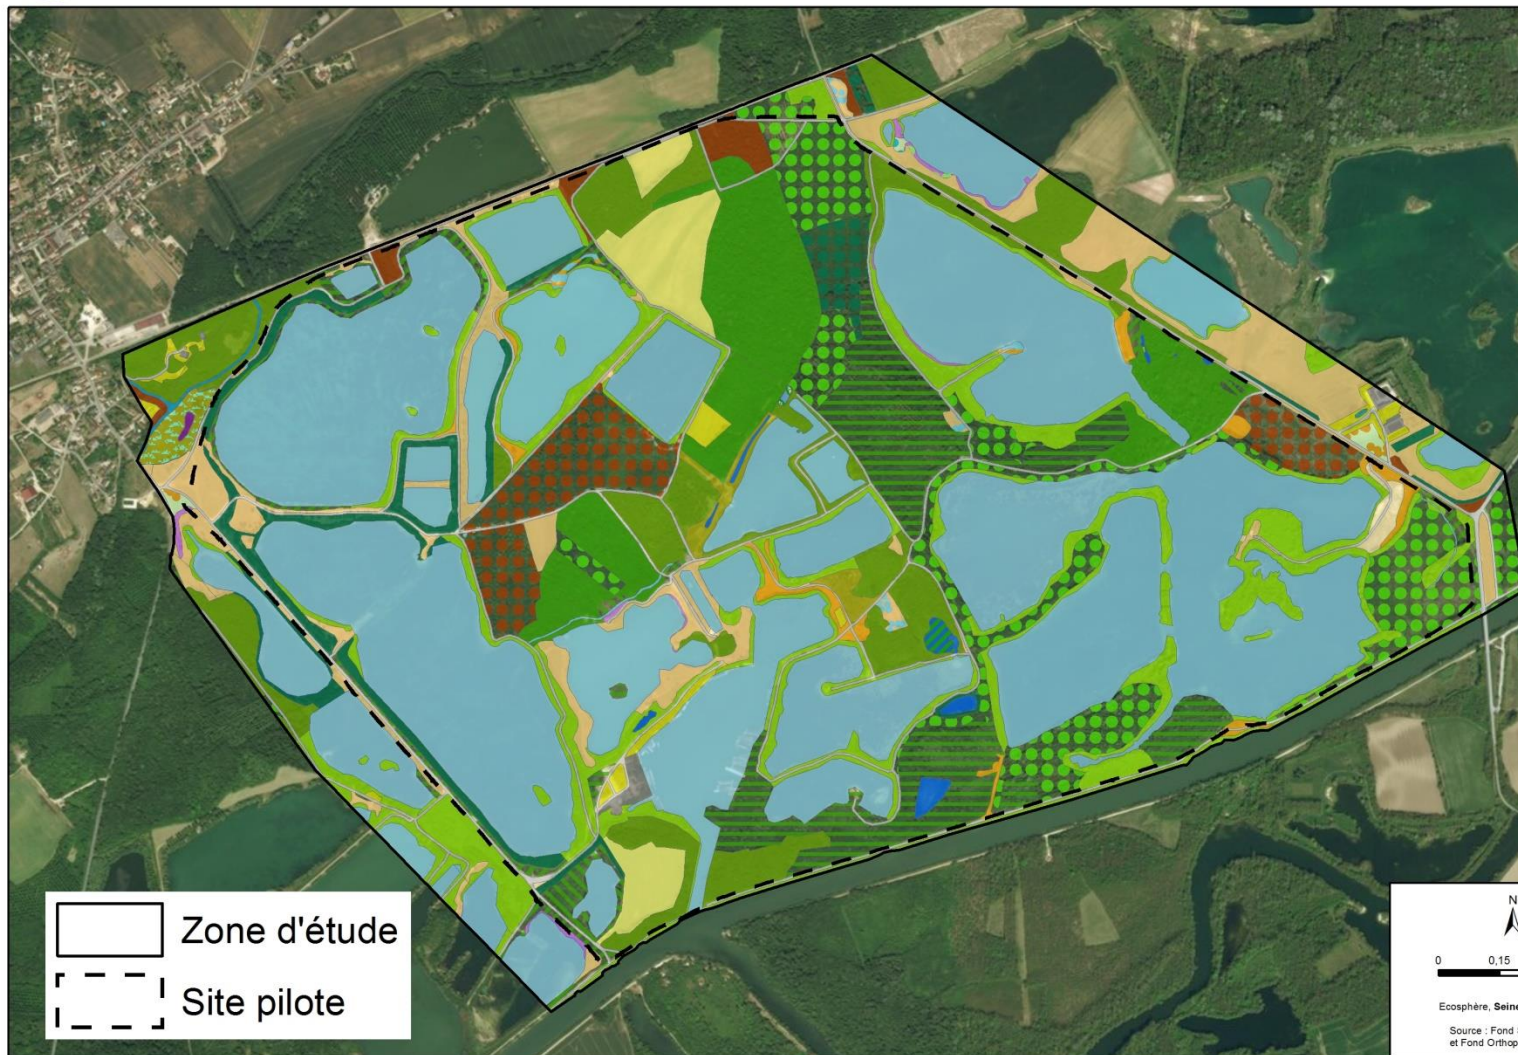 Zone d'étude
Site pilote
N
0 0,15
Ecosphère, Seine
Source : Fond
et Fond Orthop